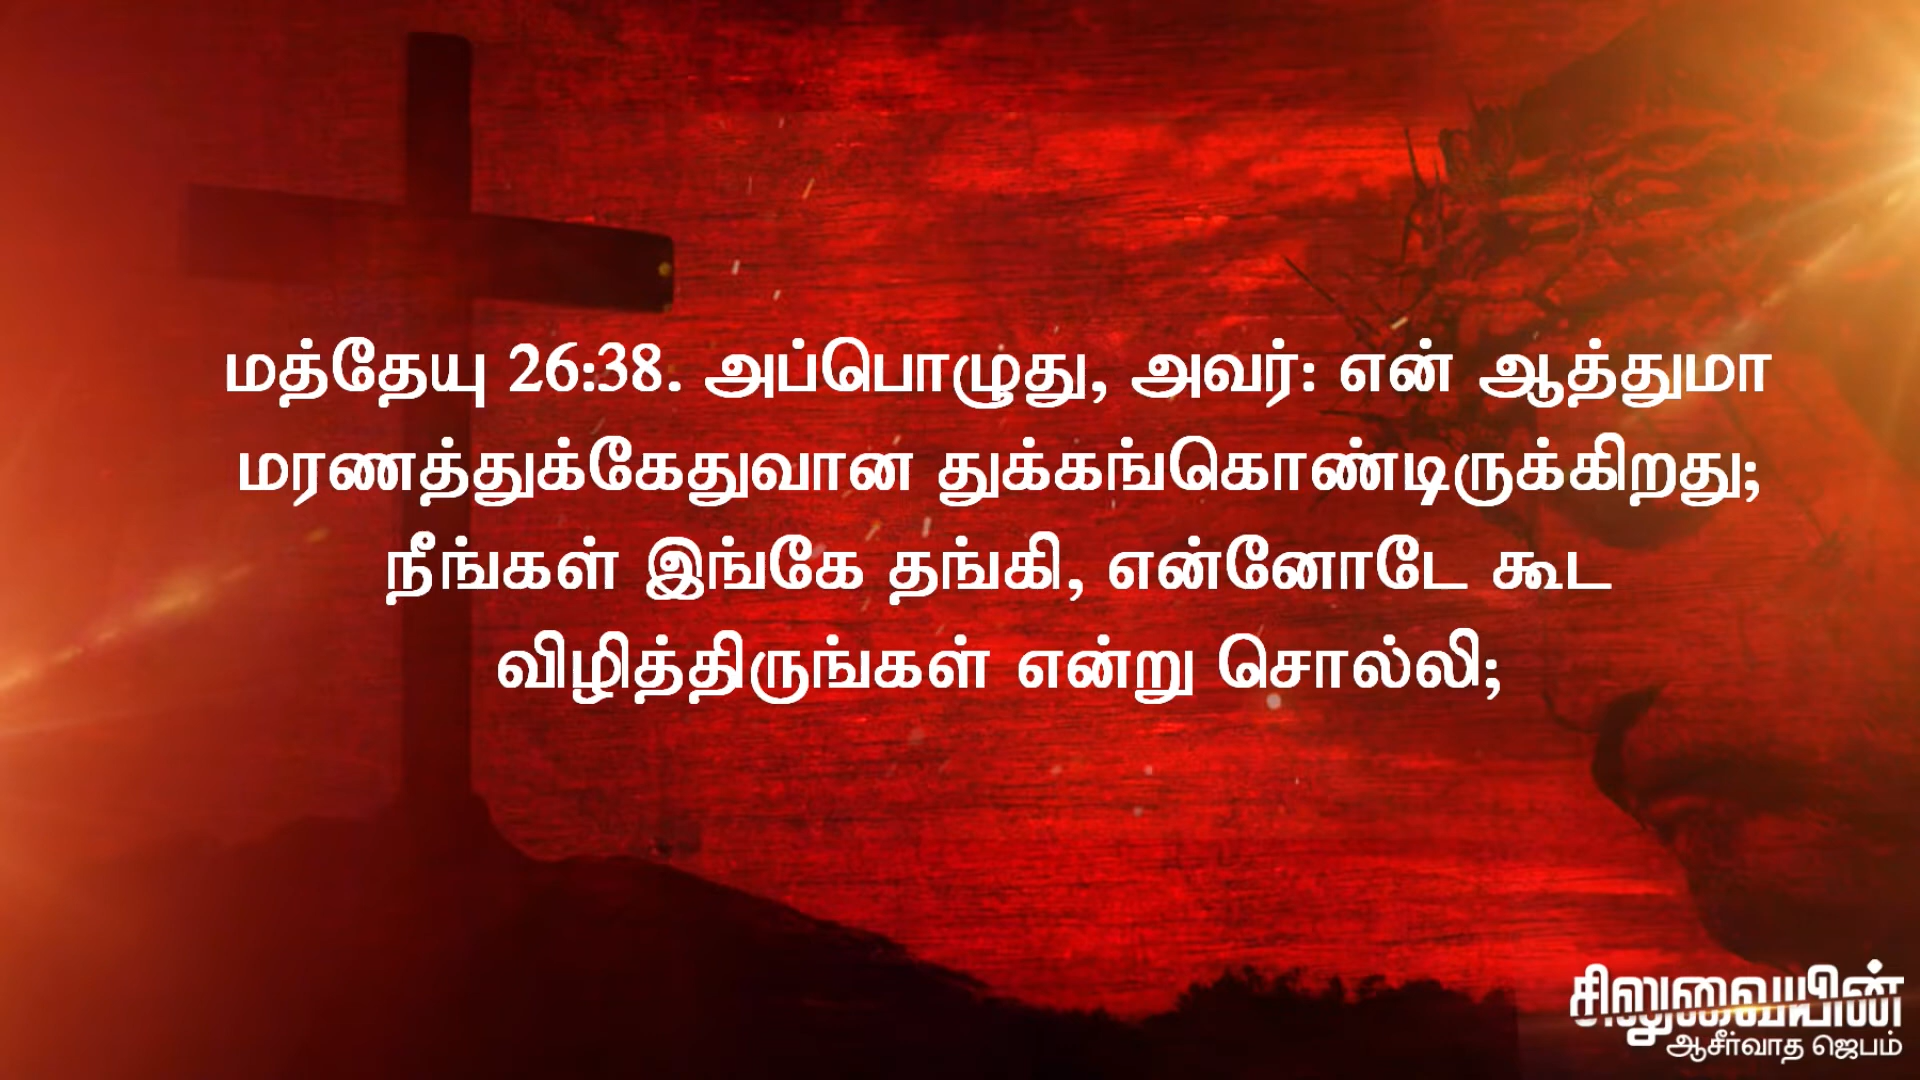 மத்தேயு 26:38. அப்பொழுது, அவர்: என் ஆத்துமா
மரணத்துக்கேதுவான துக்கங்கொண்டிருக்கிறது;
நீங்கள் இங்கே தங்கி, என்னோடே கூட
விழித்திருங்கள் என்று சொல்லி;
சிலுவையின்
ஆசீர்வாத ஜெபம்